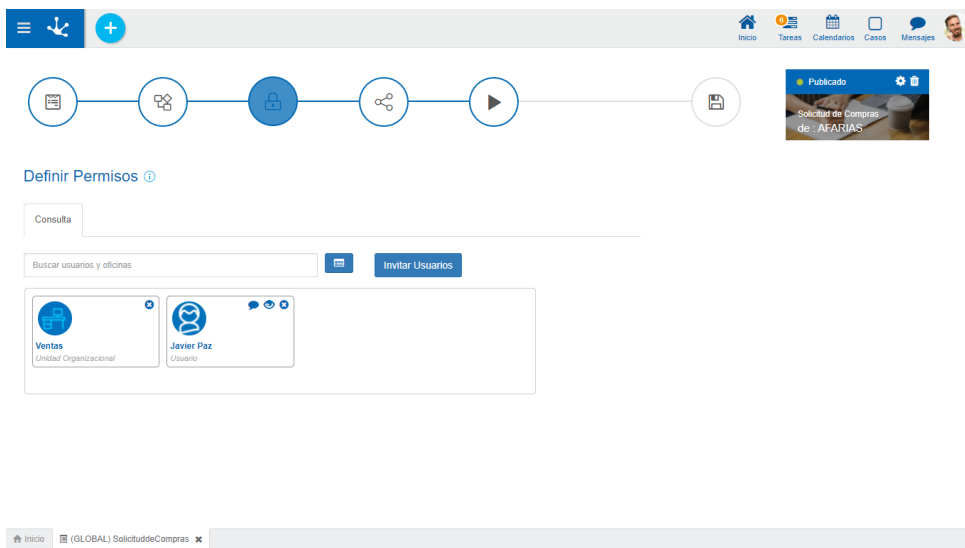 Inicio
6
Tareas
Calendarios
Casos
Mensajes
Publicado
Solicitud de Compras
de : AFARIAS
Definir Permisos
Consulta
Buscar usuarios y oficinas
Invitar Usuarios
Ventas
Unidad Organizacional
Javier Paz
Usuario
Inicio
(GLOBAL) SolicituddeCompras